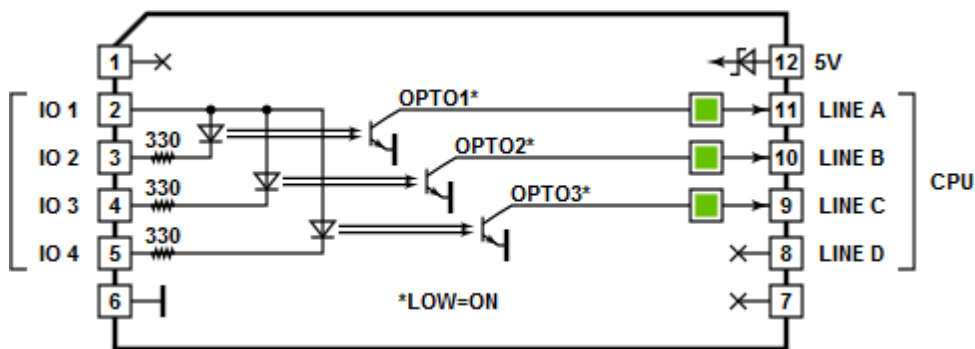 1 12 5V
IO 1 2 OPTO1* 11 LINE A
IO 2 3 330 OPTO2* 10 LINE B
IO 3 4 330 OPTO3* 9 LINE C
IO 4 5 330 8 LINE D
6 *LOW=ON 7
CPU